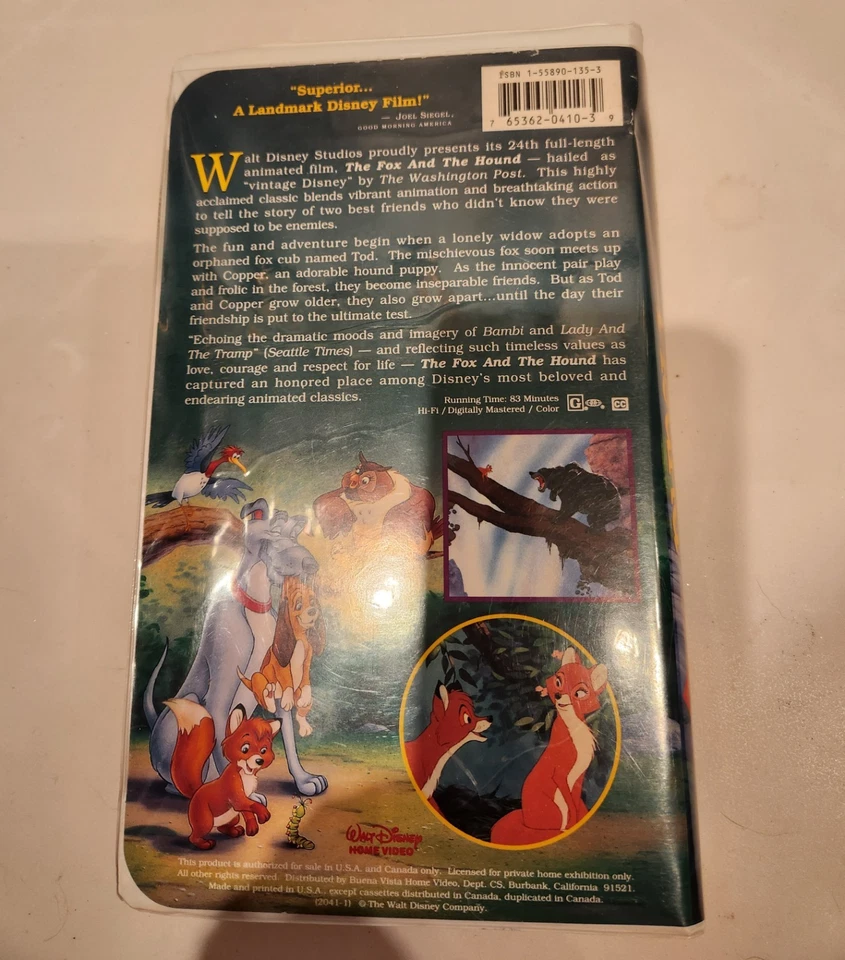 "Superior...
A Landmark Disney Film!"
— JOEL SIEGEL,
GOOD MORNING AMERICA
ISBN 1-55890-135-3
7 65362-0410-3 9
Walt Disney Studios proudly presents its 24th full-length
animated film, The Fox And The Hound — hailed as
"vintage Disney" by The Washington Post. This highly
acclaimed classic blends vibrant animation and breathtaking action
to tell the story of two best friends who didn't know they were
supposed to be enemies.
The fun and adventure begin when a lonely widow adopts an
orphaned fox cub named Tod. The mischievous fox soon meets up
with Copper, an adorable hound puppy. As the innocent pair play
and frolic in the forest, they become inseparable friends. But as Tod
and Copper grow older, they also grow apart...until the day their
friendship is put to the ultimate test.
"Echoing the dramatic moods and imagery of Bambi and Lady And
The Tramp" (Seattle Times) — and reflecting such timeless values as
love, courage and respect for life — The Fox And The Hound has
captured an honored place among Disney's most beloved and
endearing animated classics.
Running Time: 83 Minutes
Hi-Fi / Digitally Mastered / Color
G CC
WALT DISNEY
HOME VIDEO
This product is authorized for sale in U.S.A. and Canada only. Licensed for private home exhibition only.
All other rights reserved. Distributed by Buena Vista Home Video, Dept. CS, Burbank, California 91521.
Made and printed in U.S.A., except cassettes distributed in Canada, duplicated in Canada.
(2041-1) © The Walt Disney Company.